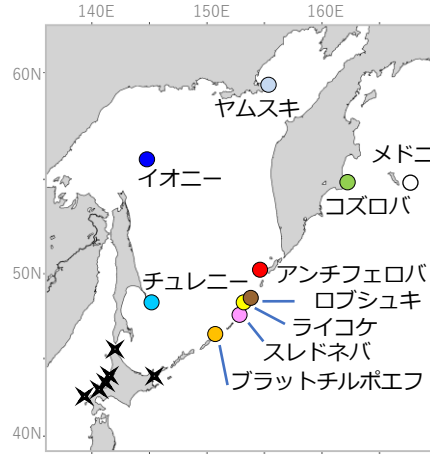 140E 150E 160E
60N
ヤムスキ
メドニ
イオニー
コズロバ
50N
チュレニー
アンチフェロバ
ロブシュキ
ライコケ
スレドネバ
ブラットチルポエフ
40N